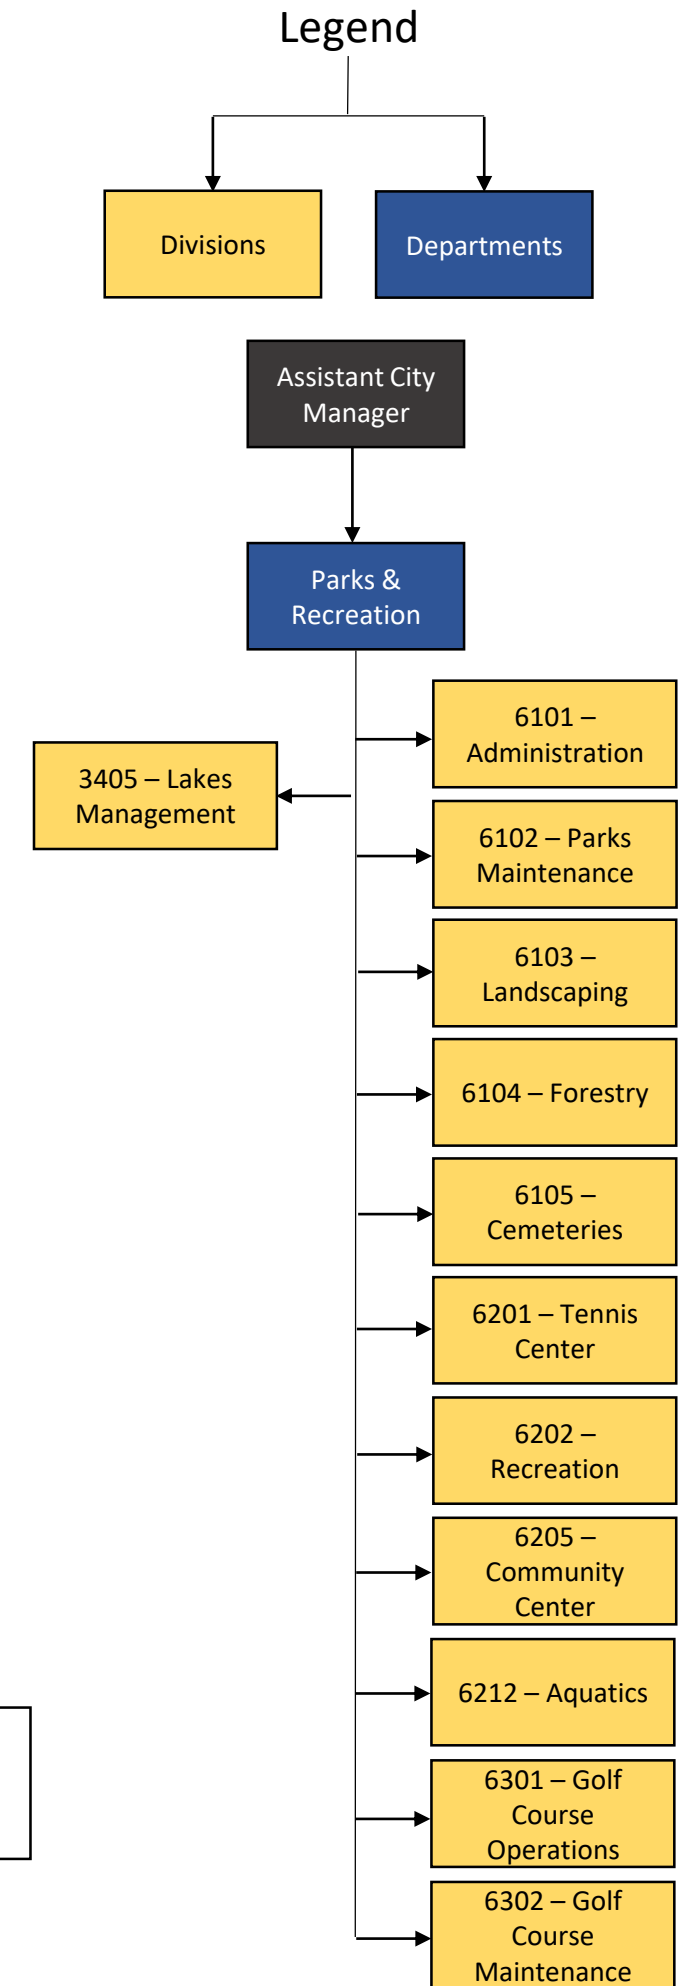 Legend
Divisions
Departments
Assistant City
Manager
Parks &
Recreation
6101 –
Administration
3405 – Lakes
Management
6102 – Parks
Maintenance
6103 –
Landscaping
6104 – Forestry
6105 –
Cemeteries
6201 – Tennis
Center
6202 –
Recreation
6205 –
Community
Center
6212 – Aquatics
6301 – Golf
Course
Operations
6302 – Golf
Course
Maintenance